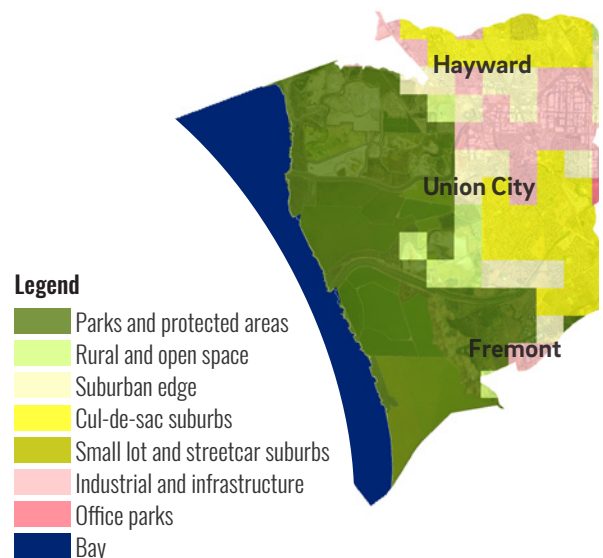 Hayward
Union City
Fremont
Legend
Parks and protected areas
Rural and open space
Suburban edge
Cul-de-sac suburbs
Small lot and streetcar suburbs
Industrial and infrastructure
Office parks
Bay